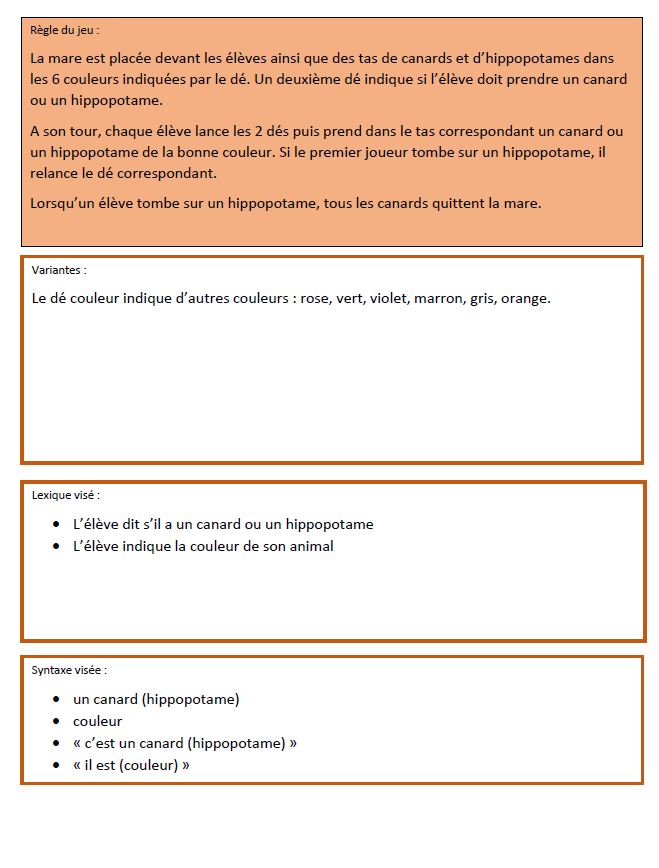 Règle du jeu :
La mare est placée devant les élèves ainsi que des tas de canards et d’hippopotames dans
les 6 couleurs indiquées par le dé. Un deuxième dé indique si l’élève doit prendre un canard
ou un hippopotame.
A son tour, chaque élève lance les 2 dés puis prend dans le tas correspondant un canard ou
un hippopotame de la bonne couleur. Si le premier joueur tombe sur un hippopotame, il
relance le dé correspondant.
Lorsqu’un élève tombe sur un hippopotame, tous les canards quittent la mare.
Variantes :
Le dé couleur indique d’autres couleurs : rose, vert, violet, marron, gris, orange.
Lexique visé :
• L’élève dit s’il a un canard ou un hippopotame
• L’élève indique la couleur de son animal
Syntaxe visée :
• un canard (hippopotame)
• couleur
• « c’est un canard (hippopotame) »
• « il est (couleur) »